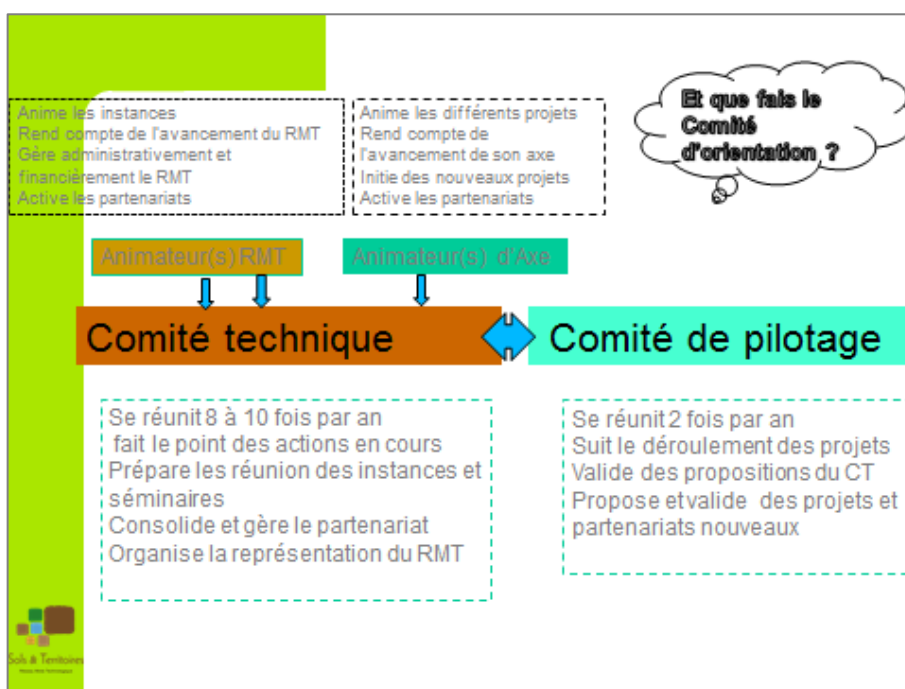 Anime les instances
Rend compte de l'avancement du RMT
Gère administrativement et
financièrement le RMT
Active les partenariats
Anime les différents projets
Rend compte de
l'avancement de son axe
Initie des nouveaux projets
Active les partenariats
Et que fais le
Comité
d'orientation ?
Animateur(s) RMT
Animateur(s) d'Axe
Comité technique
Comité de pilotage
Se réunit 8 à 10 fois par an
fait le point des actions en cours
Prépare les réunion des instances et
séminaires
Consolide et gère le partenariat
Organise la représentation du RMT
Se réunit 2 fois par an
Suit le déroulement des projets
Valide des propositions du CT
Propose et valide des projets et
partenariats nouveaux
Sols & Territoires